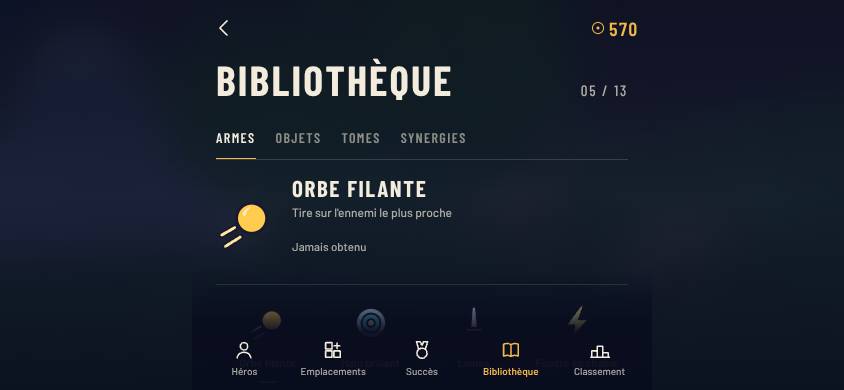 570
BIBLIOTHÈQUE
05 / 13
ARMES OBJETS TOMES SYNERGIES
ORBE FILANTE
Tire sur l'ennemi le plus proche
Jamais obtenu
Héros Emplacements Succès Bibliothèque Classement